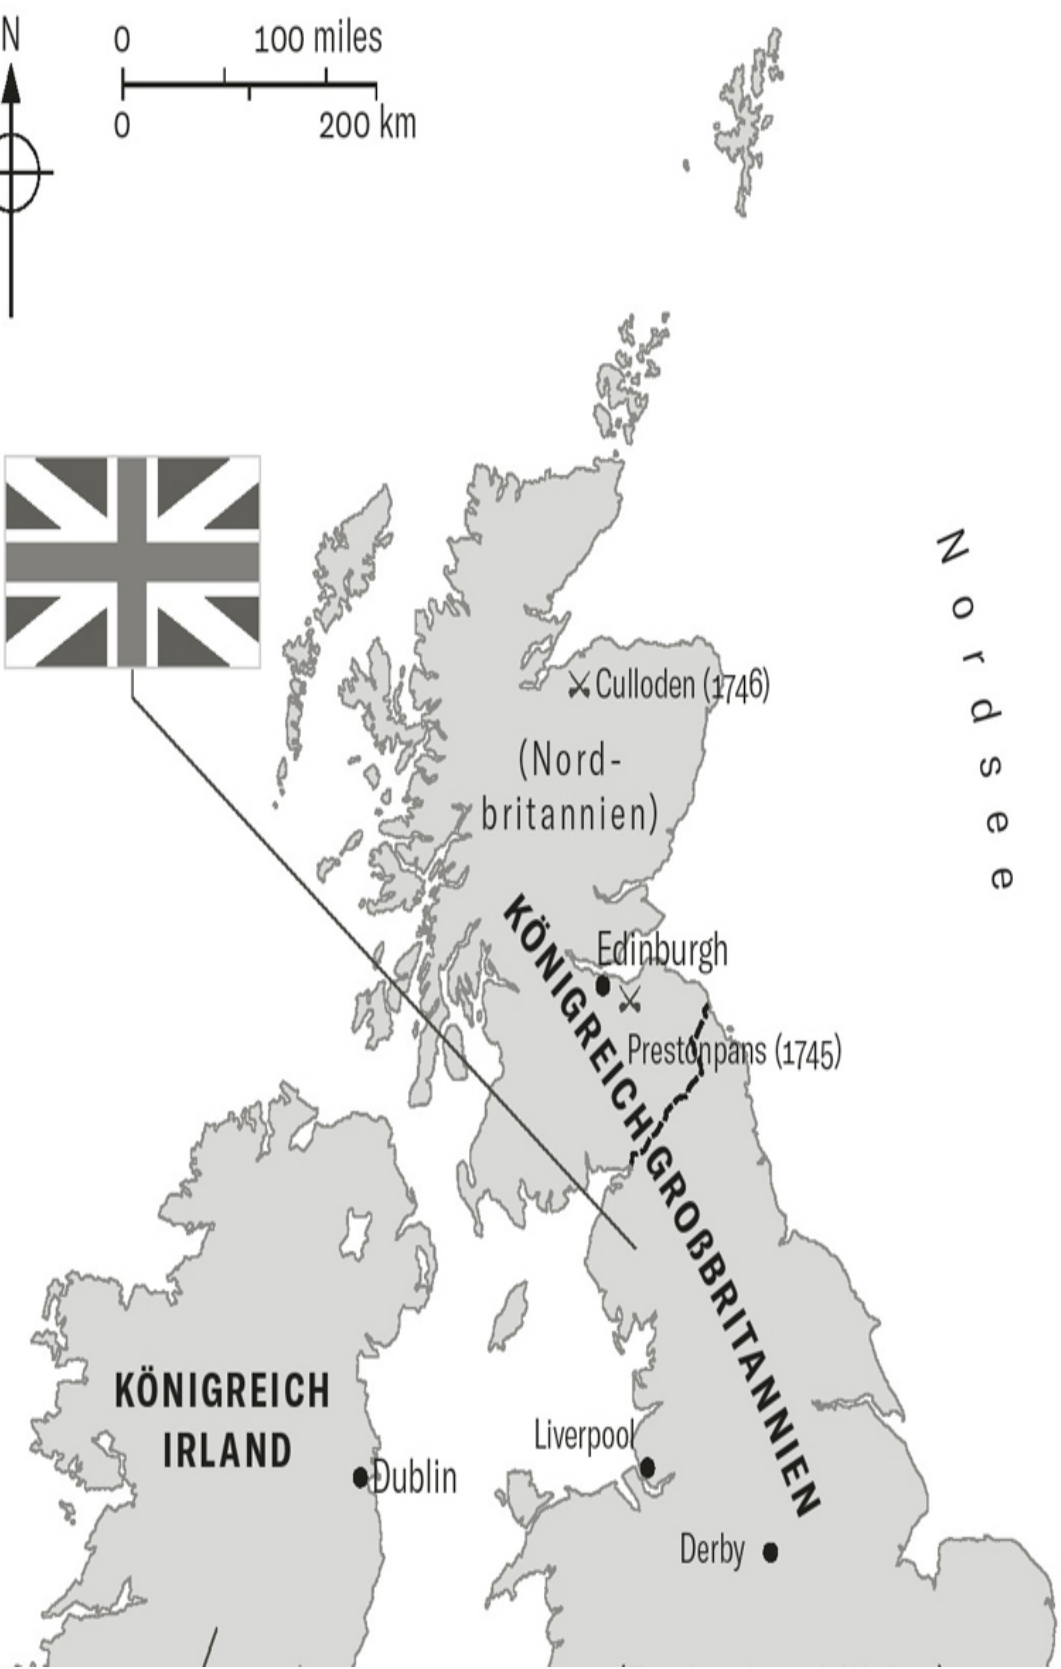 N
0 100 miles
0 200 km
Nordsee
Culloden (1746)
(Nord-
britannien)
Edinburgh
Prestonpans (1745)
KÖNIGREICH GROßBRITANNIEN
KÖNIGREICH
IRLAND
Dublin
Liverpool
Derby